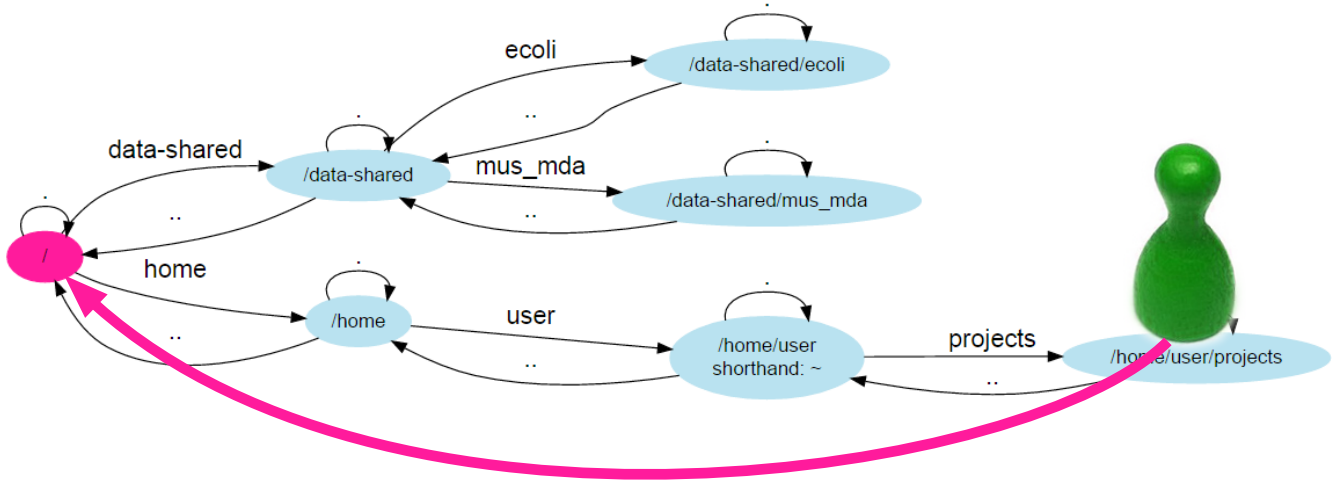 .
ecoli
/data-shared/ecoli
..
.
data-shared
/data-shared
mus_mda
.
/data-shared/mus_mda
..
.
..
/
home
.
/home
..
user
.
/home/user
shorthand: ~
..
projects
/home/user/projects
..